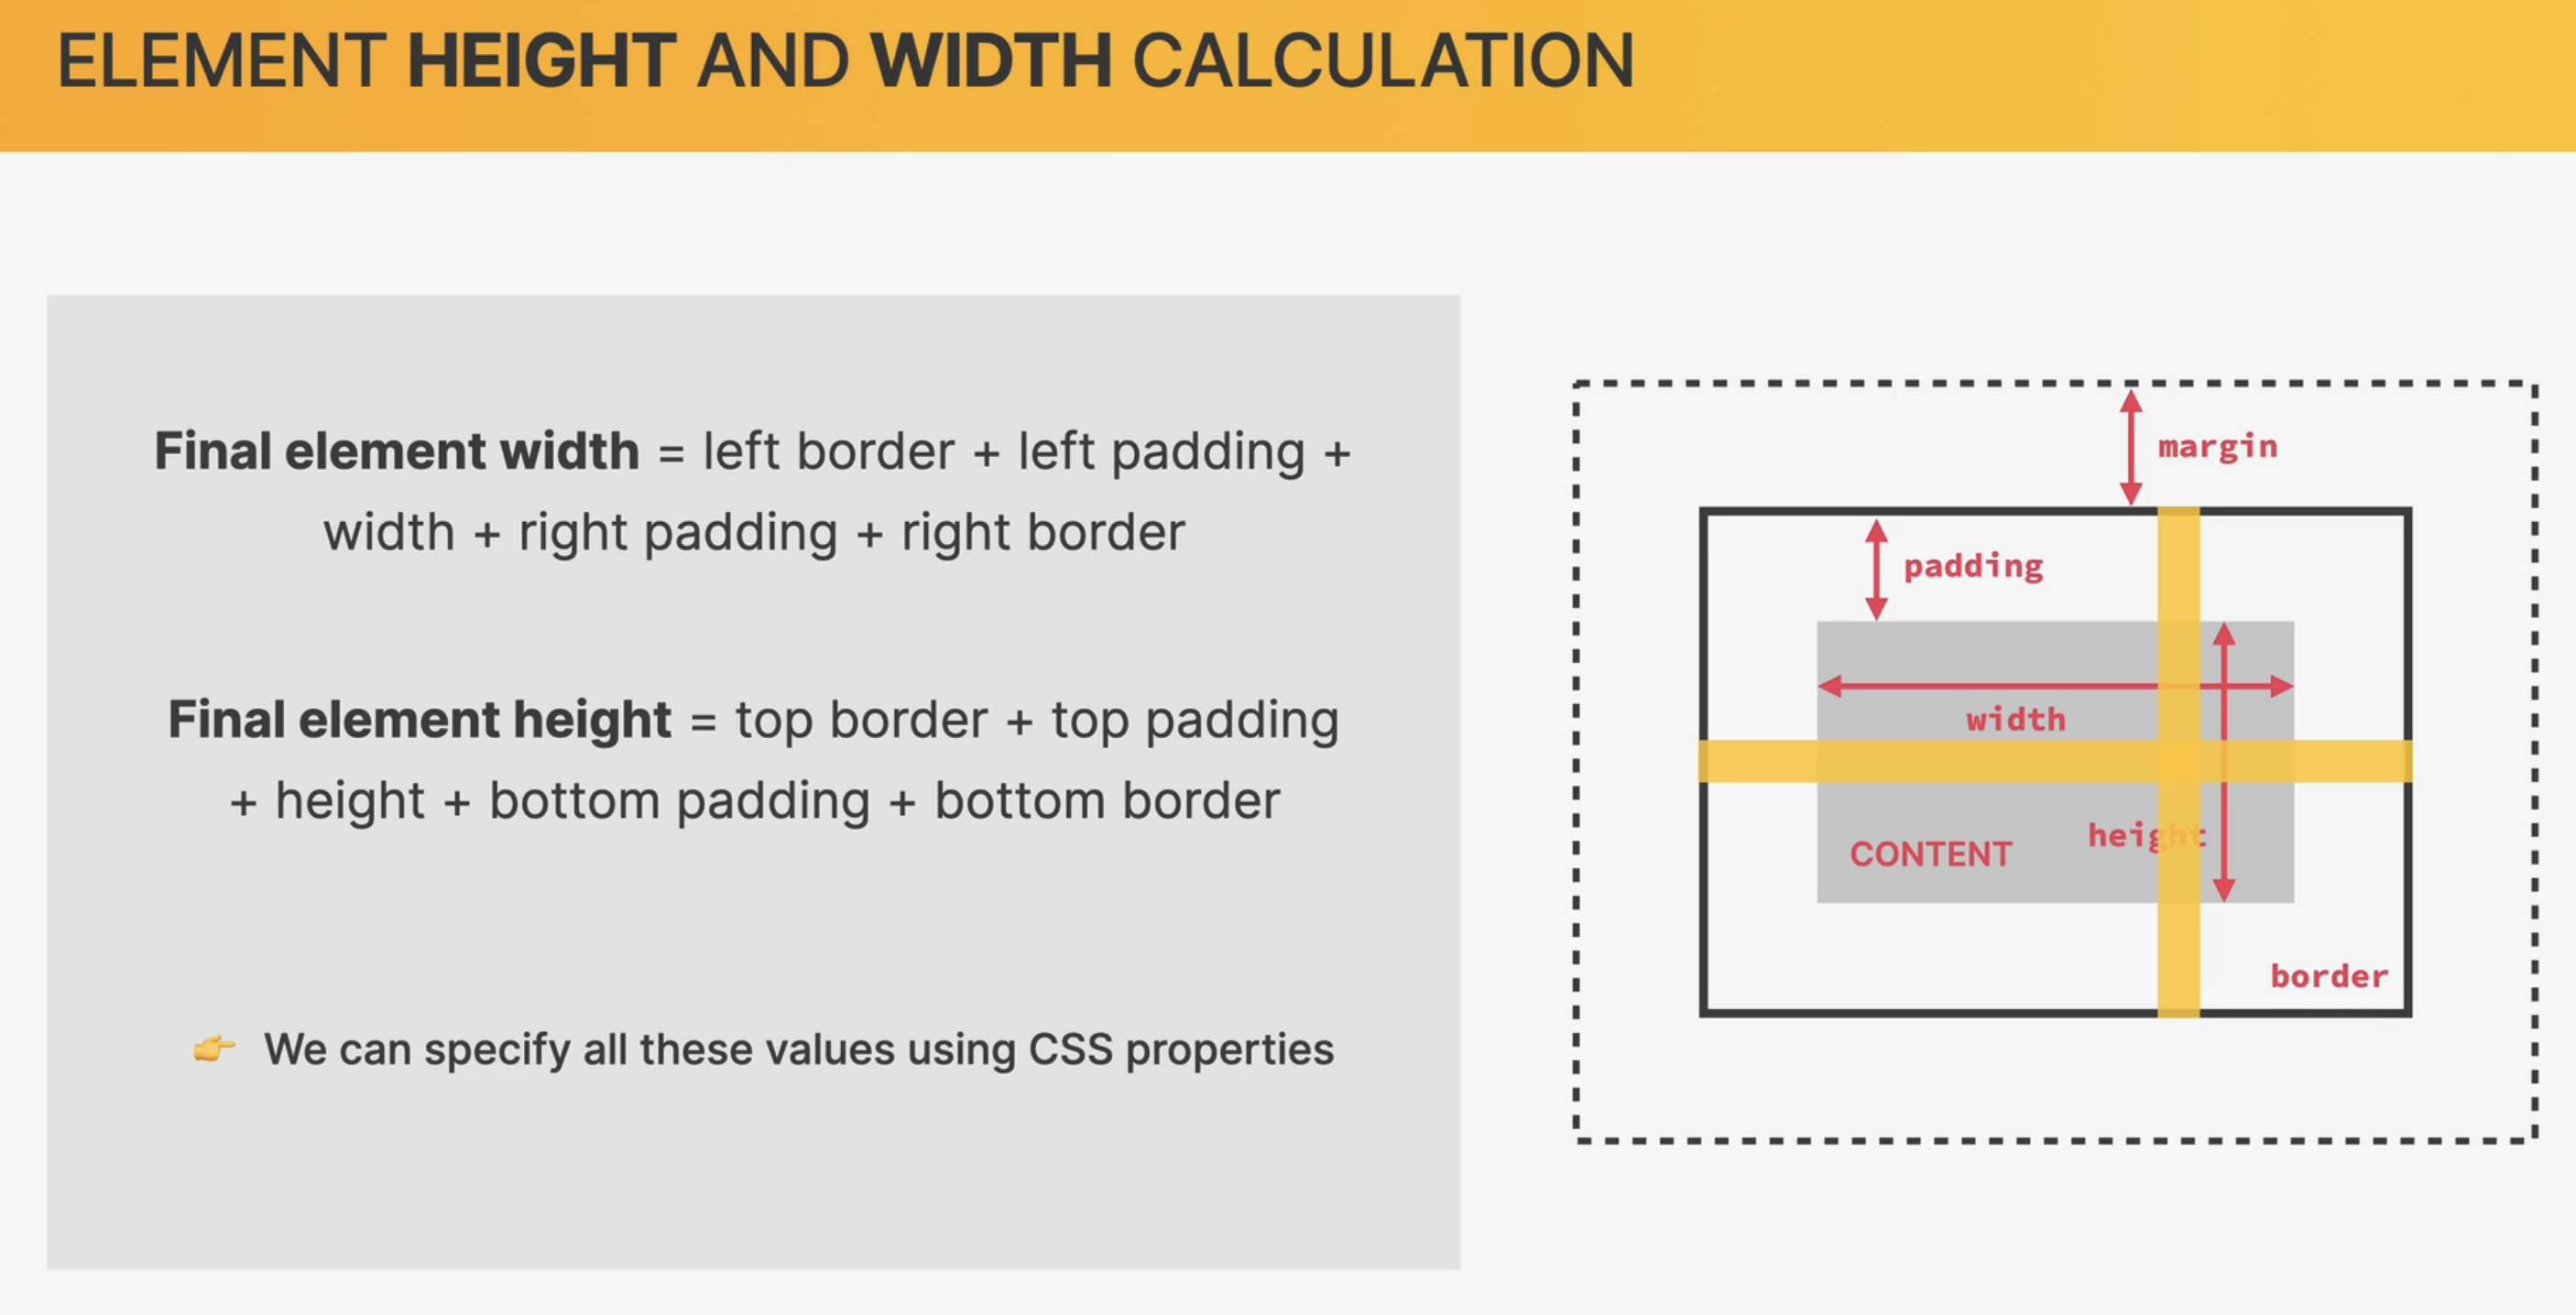 ELEMENT HEIGHT AND WIDTH CALCULATION
Final element width = left border + left padding +
width + right padding + right border
Final element height = top border + top padding
+ height + bottom padding + bottom border
👉 We can specify all these values using CSS properties
margin
padding
width
height
CONTENT
border